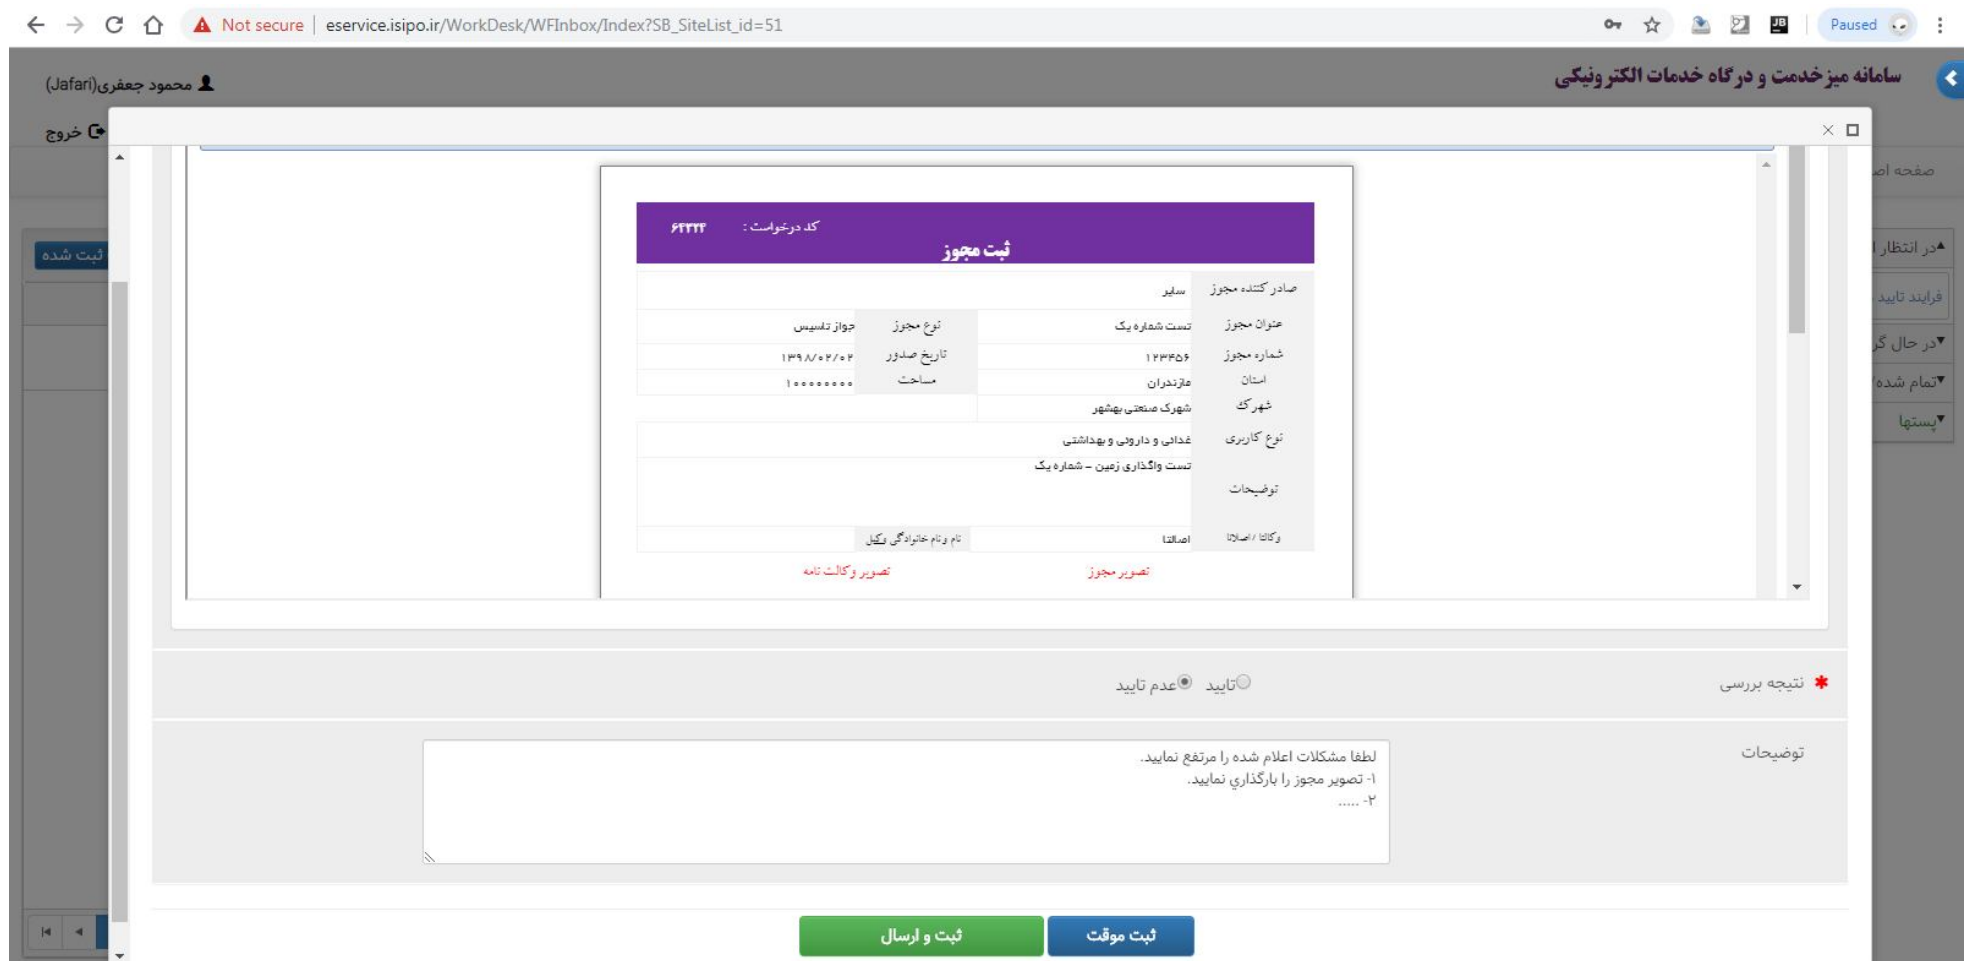 Not secure | eservice.isipo.ir/WorkDesk/WFInbox/Index?SB_SiteList_id=51
Paused
سامانه میزخدمت و درگاه خدمات الکترونیکی
محمود جعفری(Jafari)
خروج
صفحه اص
ثبت شده
در انتظار ا
فرایند تایید
در حال گر
تمام شده/
پستها
کد درخواست : ۶۴۳۳۴
ثبت مجوز
صادر کننده مجوز سایر
عنوان مجوز تست شماره یک نوع مجوز جواز تاسیس
شماره مجوز ۱۲۳۴۵۶ تاریخ صدور ۱۳۹۸/۰۲/۰۲
استان مازندران مساحت ۱۰۰۰۰۰۰۰۰
شهرک شهرک صنعتی بهشهر
نوع کاربری غذائی و داروئی و بهداشتی
توضیحات تست واگذاری زمین - شماره یک
وکالتا / اصلانا اصالتا نام و نام خانوادگی وکیل
تصویر مجوز تصویر وکالت نامه
* نتیجه بررسی تایید عدم تایید
توضیحات
لطفا مشکلات اعلام شده را مرتفع نمایید.
۱- تصویر مجوز را بارگذاري نمایید.
۲- .....
ثبت موقت ثبت و ارسال